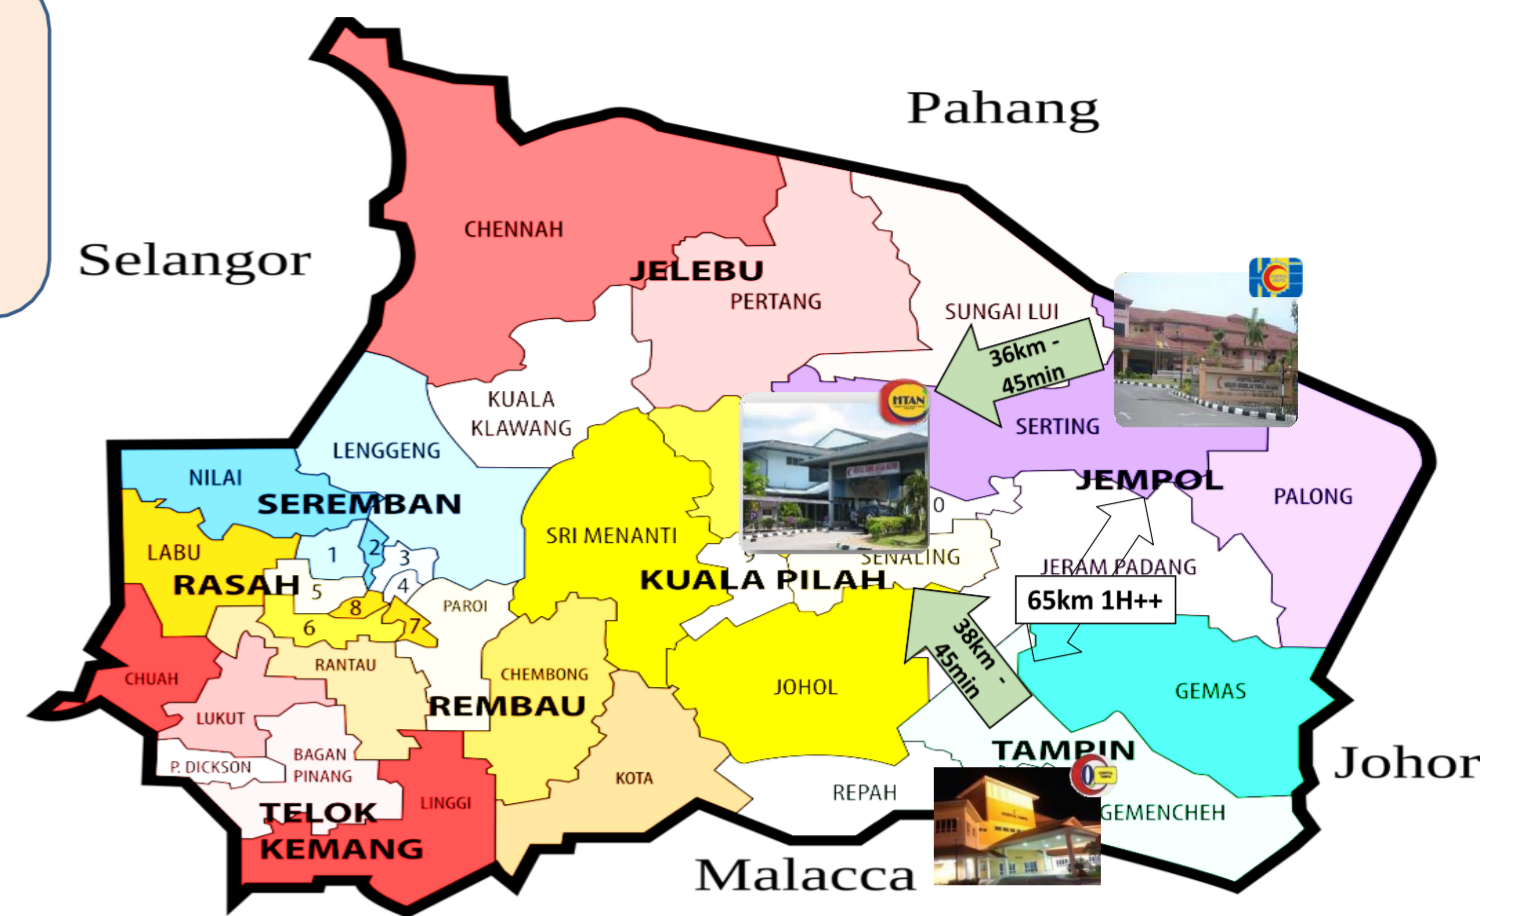 Pahang
Selangor
CHENNAH
JELEBU
PERTANG
SUNGAI LUI
36km -
45min
KUALA
KLAWANG
HTAN
SERTING
LENGGENG
NILAI
SEREMBAN
JEMPOL
PALONG
0
SRI MENANTI
LABU
1
2
3
4
9
SENALING
JERAM PADANG
RASAH
5
KUALA PILAH
65km 1H++
8
7
6
PAROI
38km -
45min
RANTAU
CHEMBONG
CHUAH
JOHOL
GEMAS
REMBAU
LUKUT
TAMPIN
BAGAN
PINANG
P. DICKSON
KOTA
REPAH
Johor
LINGGI
GEMENCHEH
TELOK
KEMANG
Malacca